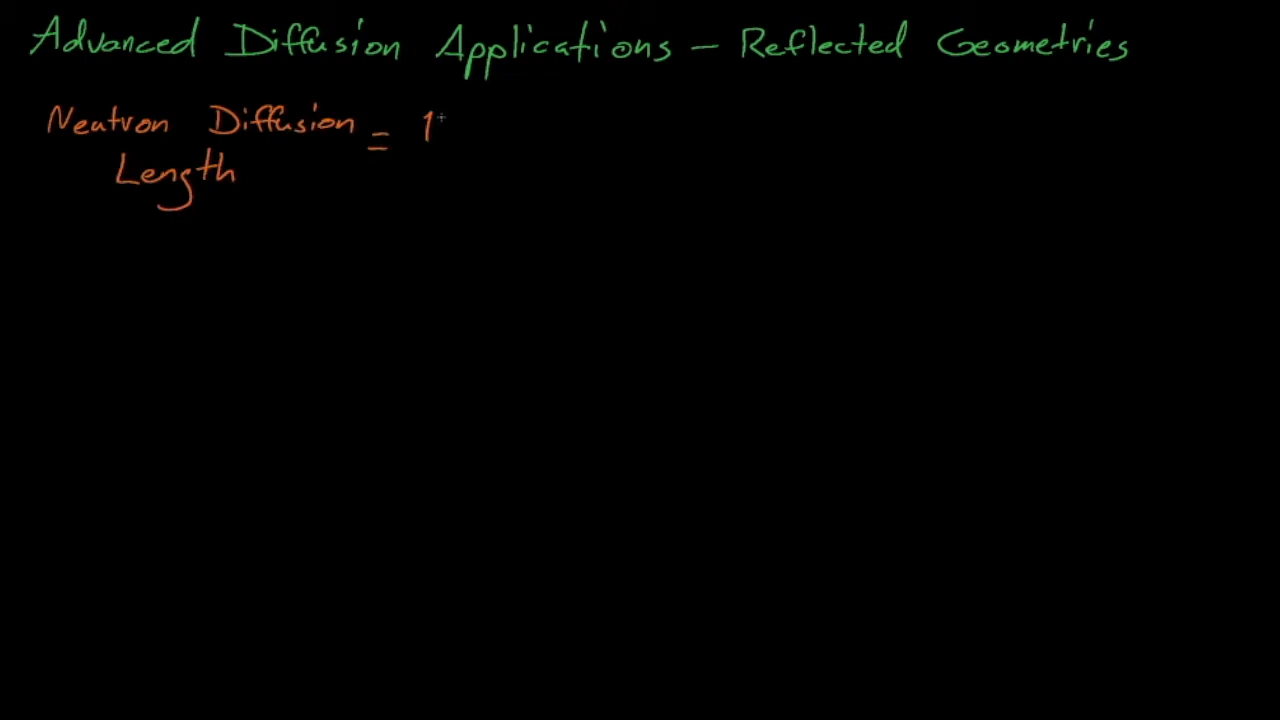 Advanced Diffusion Applications – Reflected Geometries
Neutron Diffusion = 1
Length